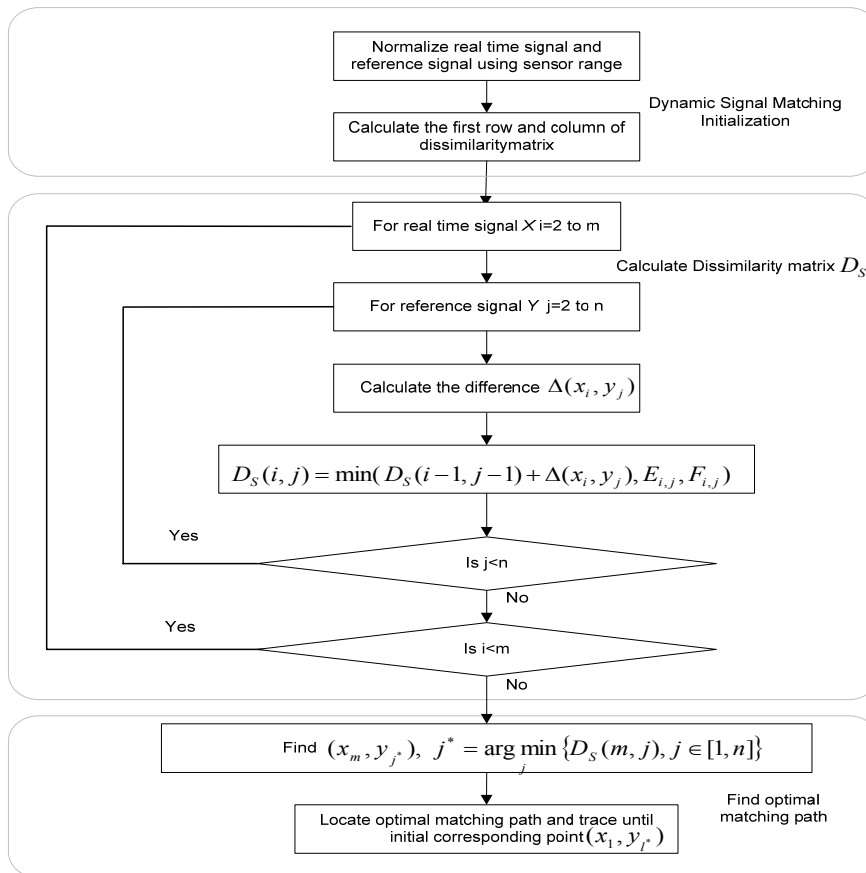 Normalize real time signal and
reference signal using sensor range
Dynamic Signal Matching
Initialization
Calculate the first row and column of
dissimilaritymatrix
For real time signal X i=2 to m
Calculate Dissimilarity matrix D_S
For reference signal Y j=2 to n
Calculate the difference Δ(x_i, y_j)
D_S(i, j) = min( D_S(i−1, j−1) + Δ(x_i, y_j), E_{i,j}, F_{i,j})
Yes
Is j<n
No
Yes
Is i<m
No
Find (x_m, y_{j*}), j* = arg min_j {D_S(m, j), j ∈ [1, n]}
Find optimal
matching path
Locate optimal matching path and trace until
initial corresponding point (x_1, y_{l*})